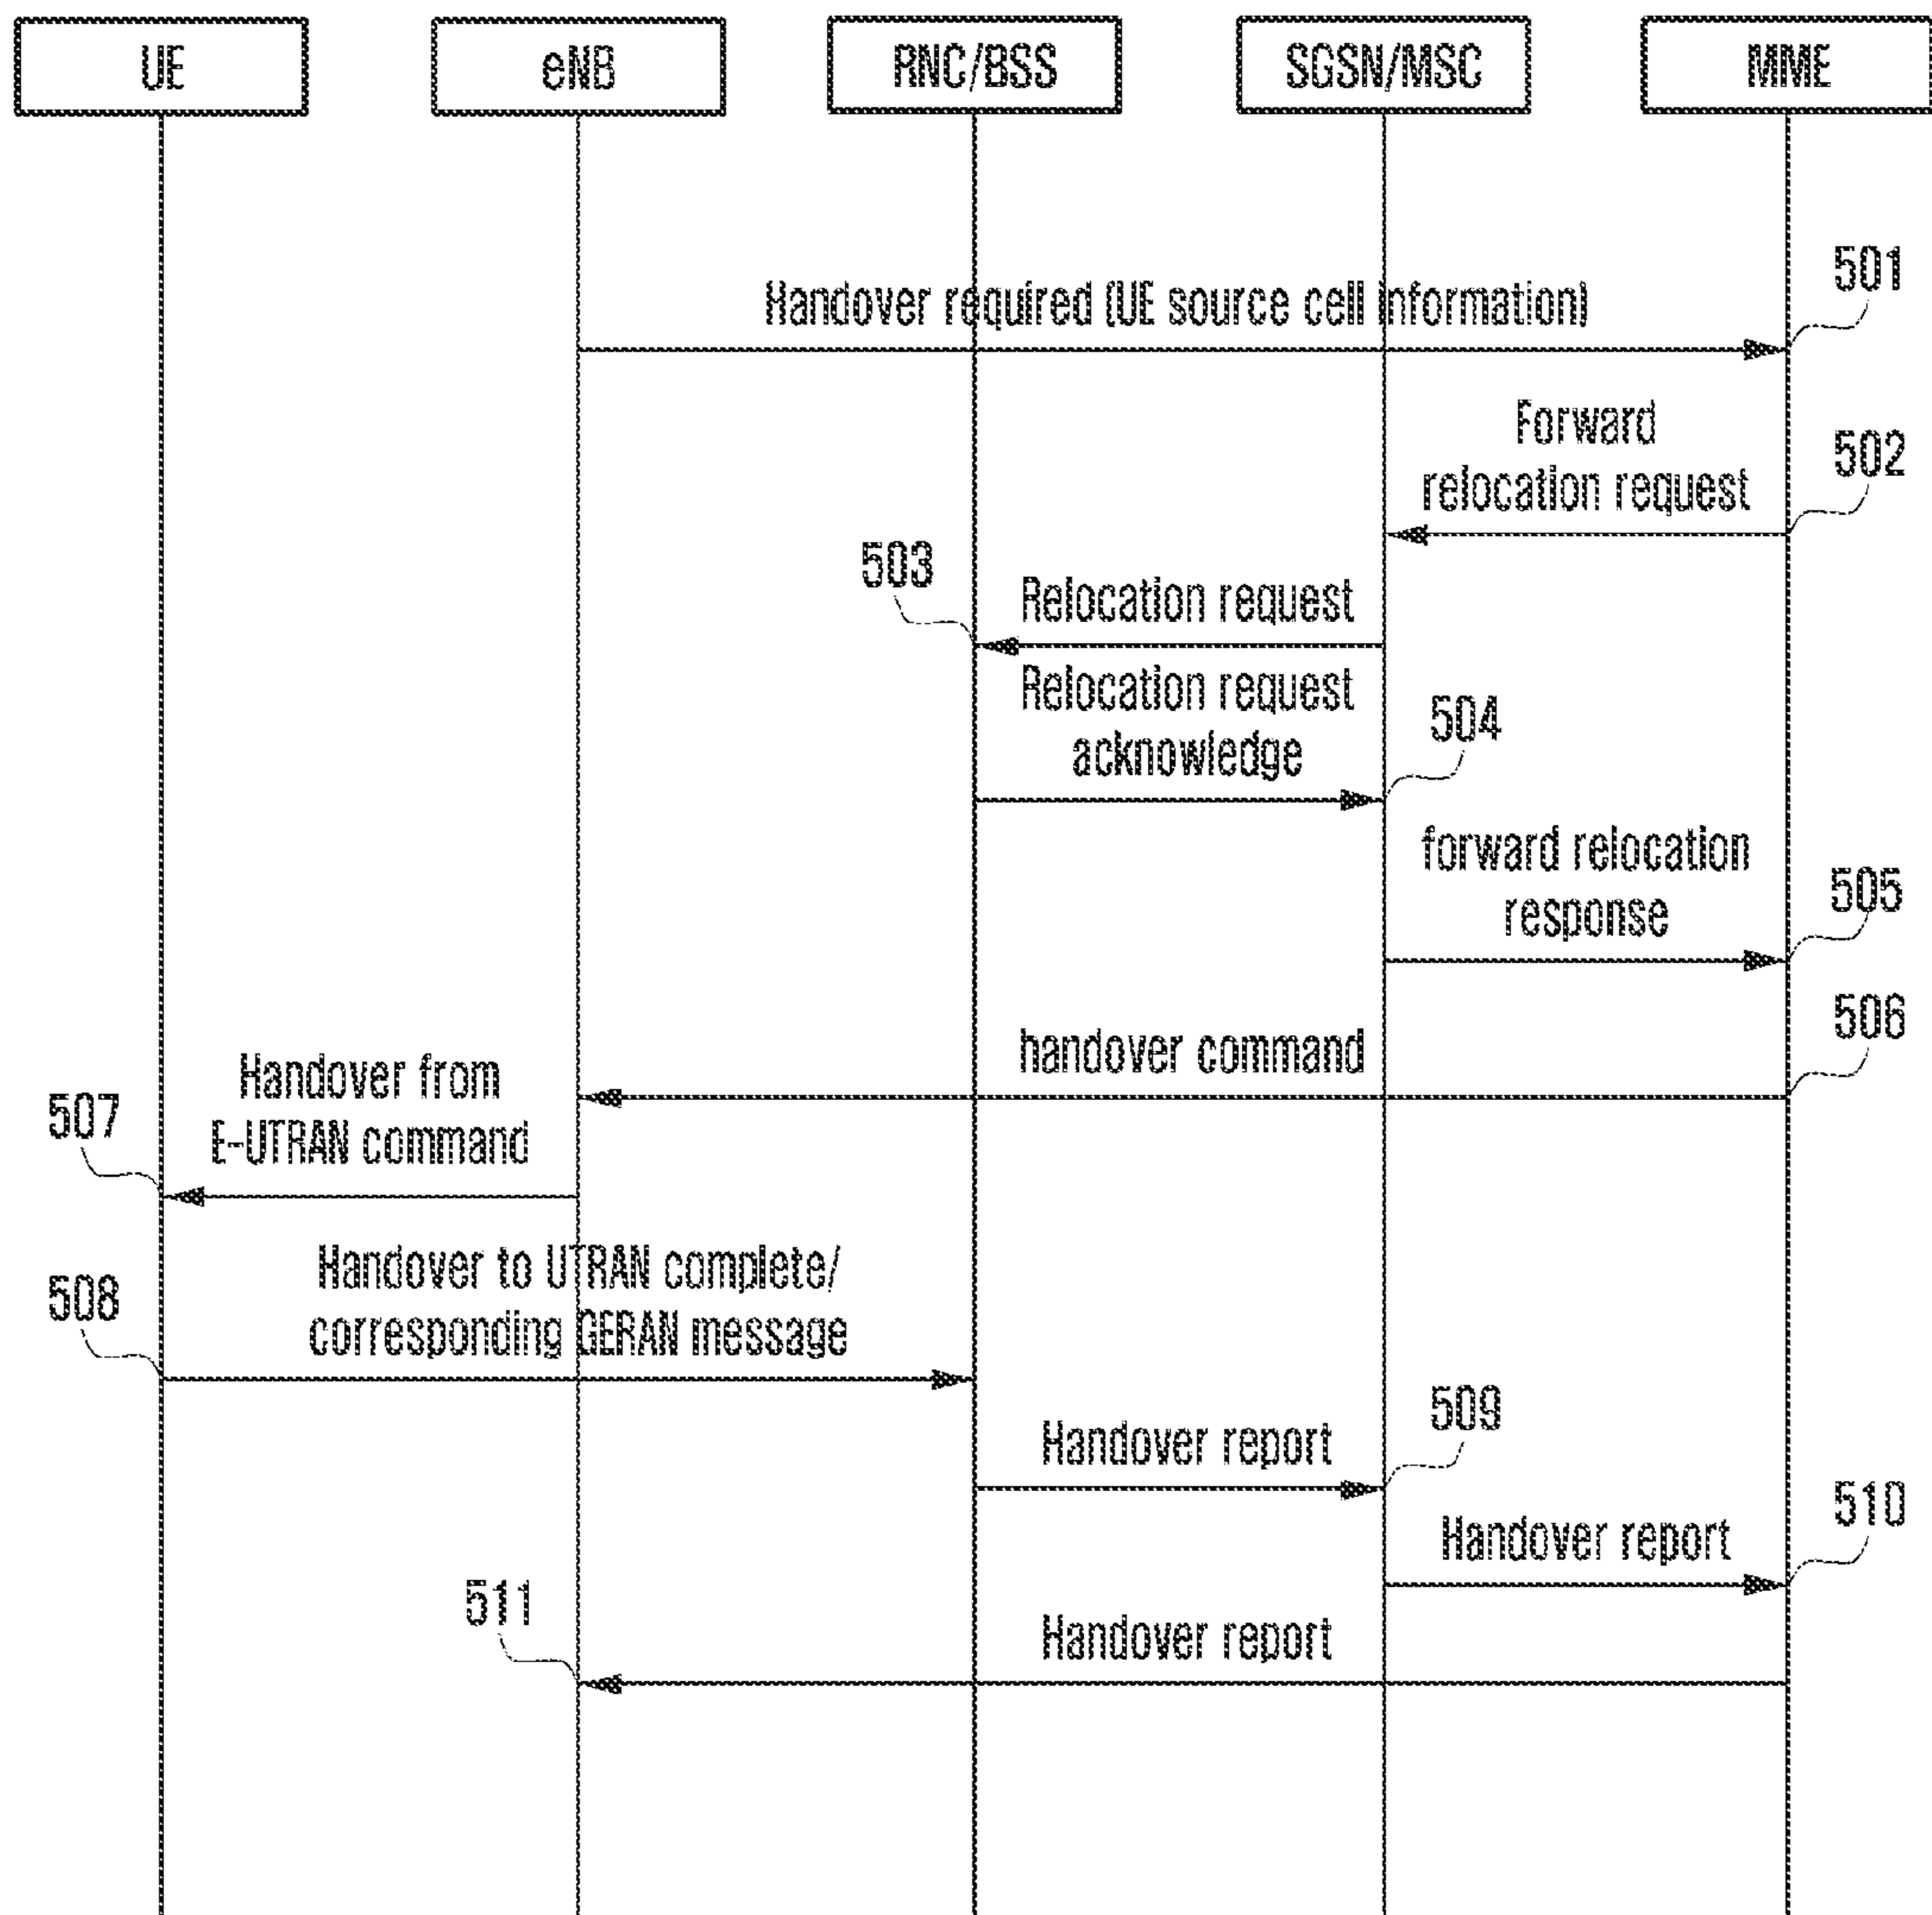 UE
eNB
RNC/BSS
SGSN/MSC
MME
501
Handover required (UE source cell information)
Forward
relocation request
502
503
Relocation request
Relocation request
acknowledge
504
forward relocation
response
505
506
handover command
Handover from
E-UTRAN command
507
Handover to UTRAN complete/
corresponding GERAN message
508
509
Handover report
510
Handover report
511
Handover report